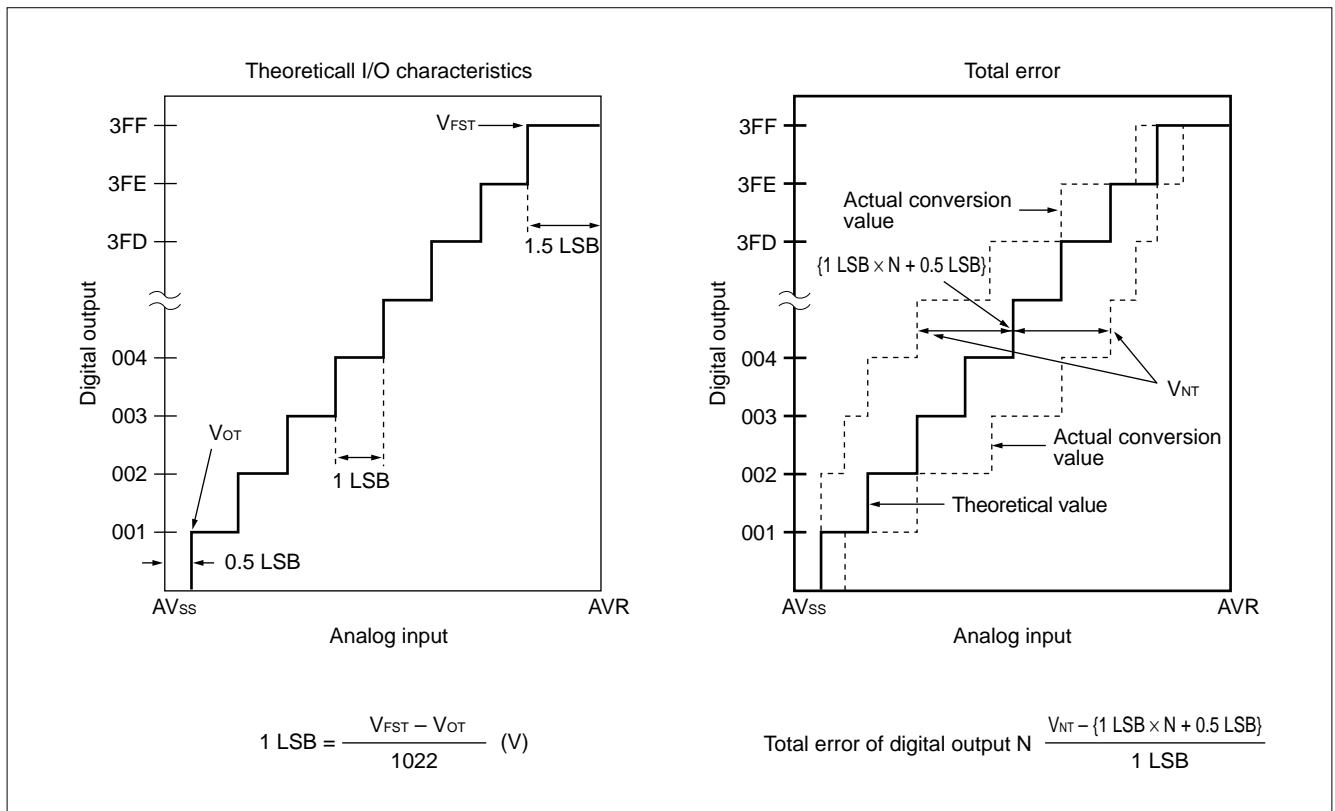 Theoreticall I/O characteristics
3FF
3FE
3FD
004
003
002
001
Digital output
VFST
1.5 LSB
VOT
1 LSB
0.5 LSB
AVSS
AVR
Analog input
1 LSB = VFST – VOT / 1022 (V)
Total error
3FF
3FE
3FD
004
003
002
001
Digital output
Actual conversion
value
{1 LSB × N + 0.5 LSB}
VNT
Actual conversion
value
Theoretical value
AVSS
AVR
Analog input
Total error of digital output N VNT – {1 LSB × N + 0.5 LSB} / 1 LSB